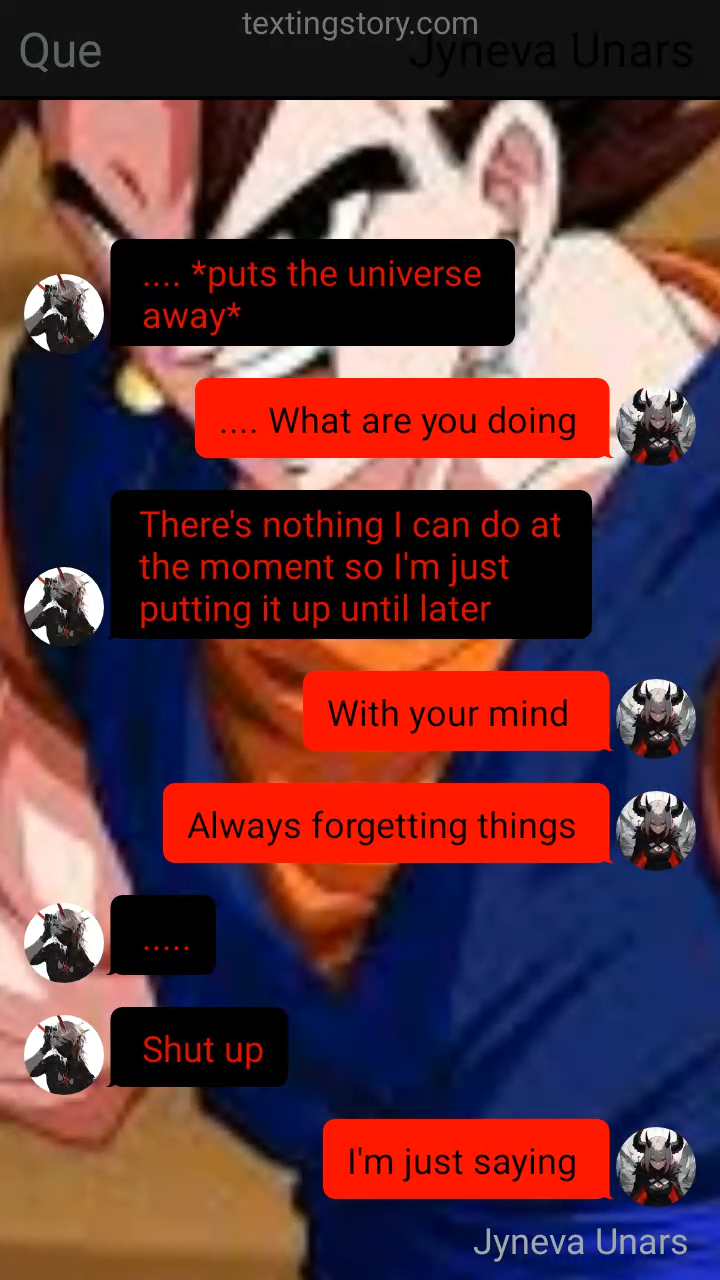 textingstory.com
Que
Jyneva Unars
.... *puts the universe
away*
.... What are you doing
There's nothing I can do at
the moment so I'm just
putting it up until later
With your mind
Always forgetting things
.....
Shut up
I'm just saying
Jyneva Unars